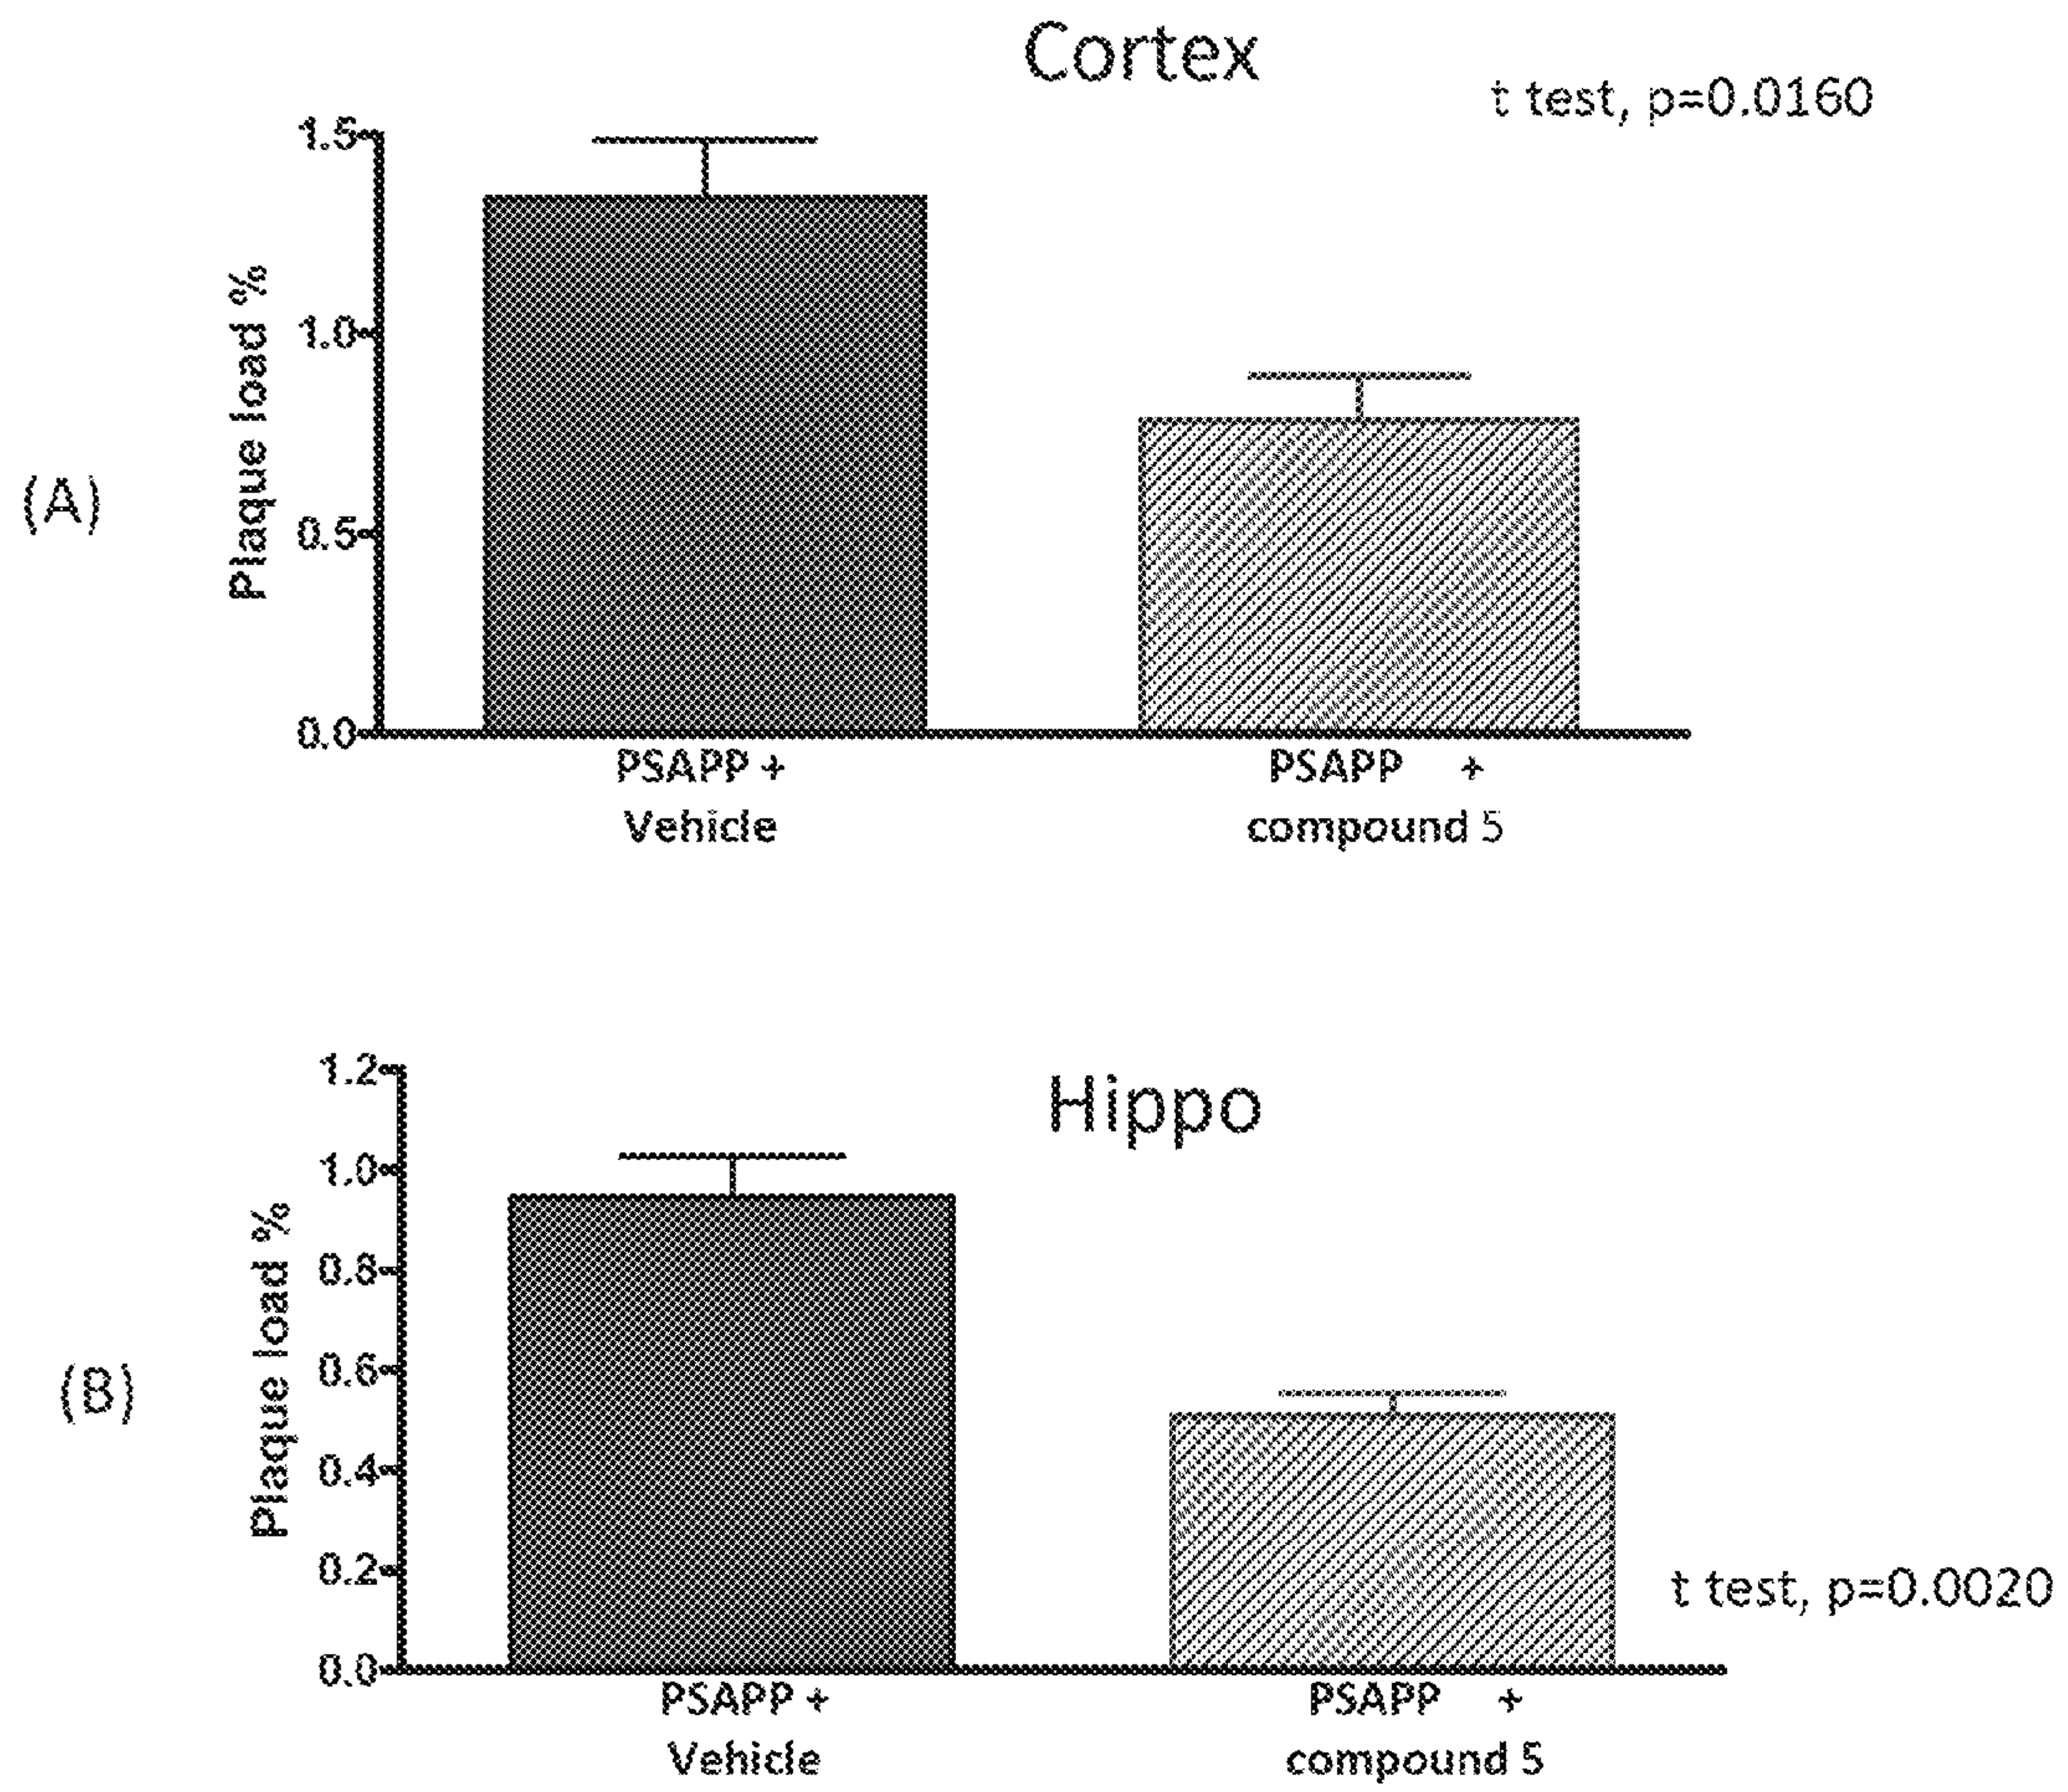 Cortex
t test, p=0.0160
(A)
Plaque load %
1.5
1.0
0.5
0.0
PSAPP +
Vehicle
PSAPP +
compound 5
Hippo
(B)
Plaque load %
1.2
1.0
0.8
0.6
0.4
0.2
0.0
t test, p=0.0020
PSAPP +
Vehicle
PSAPP +
compound 5